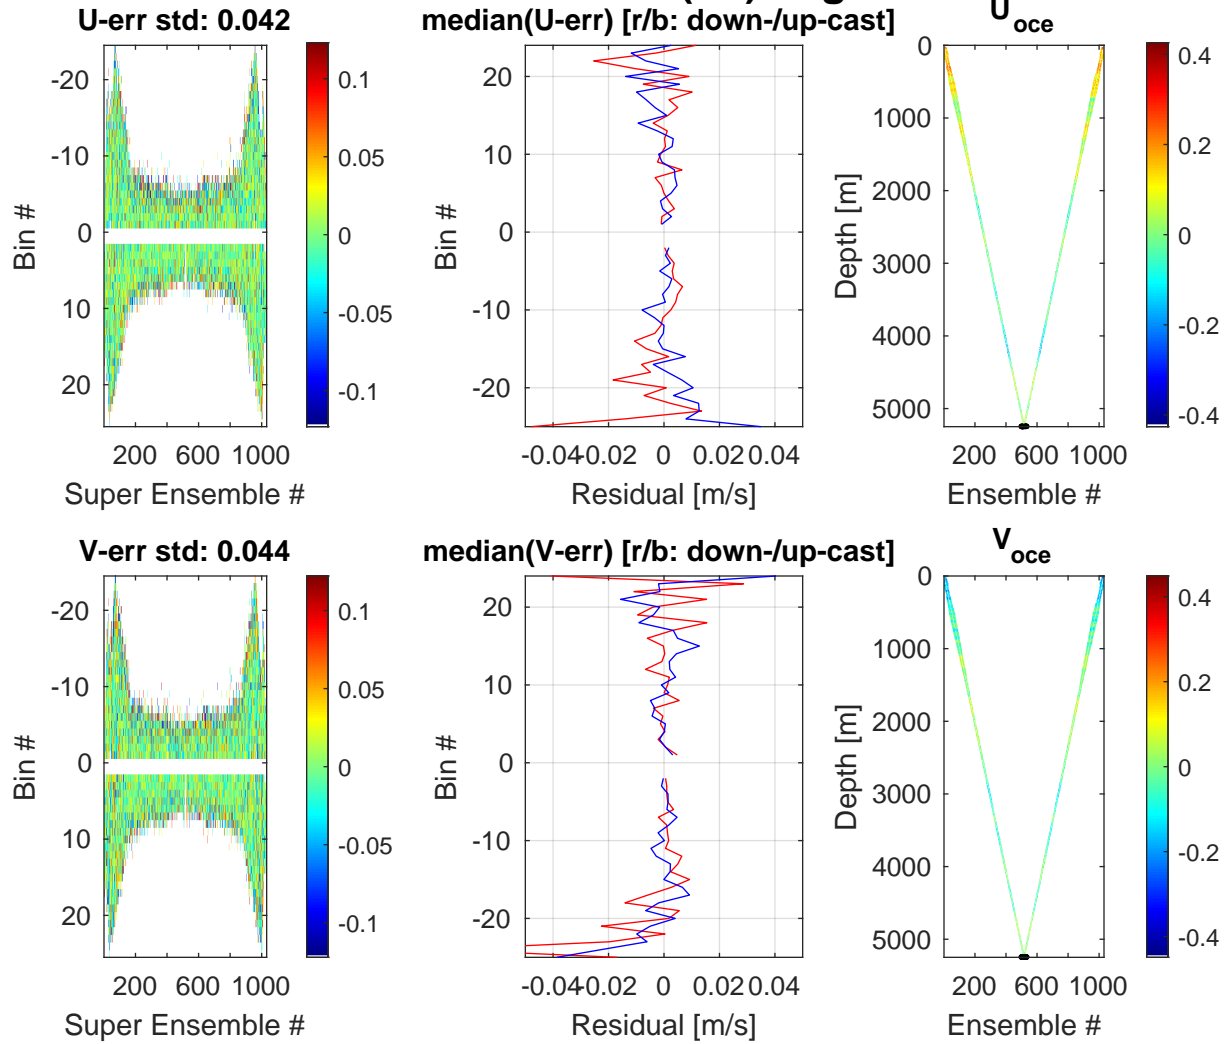 U-err std: 0.042
median(U-err) [r/b: down-/up-cast]
U_oce
-20
-10
0
10
20
Bin #
200 600 1000
Super Ensemble #
0.1
0.05
0
-0.05
-0.1
20
10
0
-10
-20
Bin #
-0.04 -0.02 0 0.02 0.04
Residual [m/s]
0
1000
2000
3000
4000
5000
Depth [m]
200 600 1000
Ensemble #
0.4
0.2
0
-0.2
-0.4
V-err std: 0.044
median(V-err) [r/b: down-/up-cast]
V_oce
-20
-10
0
10
20
Bin #
200 600 1000
Super Ensemble #
0.1
0.05
0
-0.05
-0.1
20
10
0
-10
-20
Bin #
-0.04 -0.02 0 0.02 0.04
Residual [m/s]
0
1000
2000
3000
4000
5000
Depth [m]
200 600 1000
Ensemble #
0.4
0.2
0
-0.2
-0.4